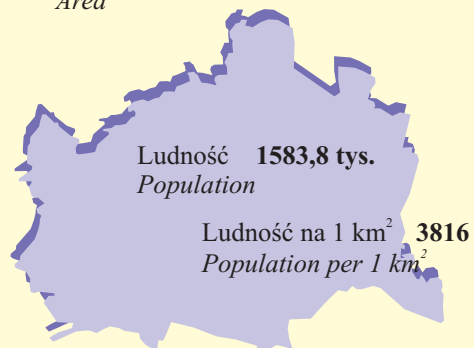 Area
Ludność 1583,8 tys.
Population
Ludność na 1 km² 3816
Population per 1 km²